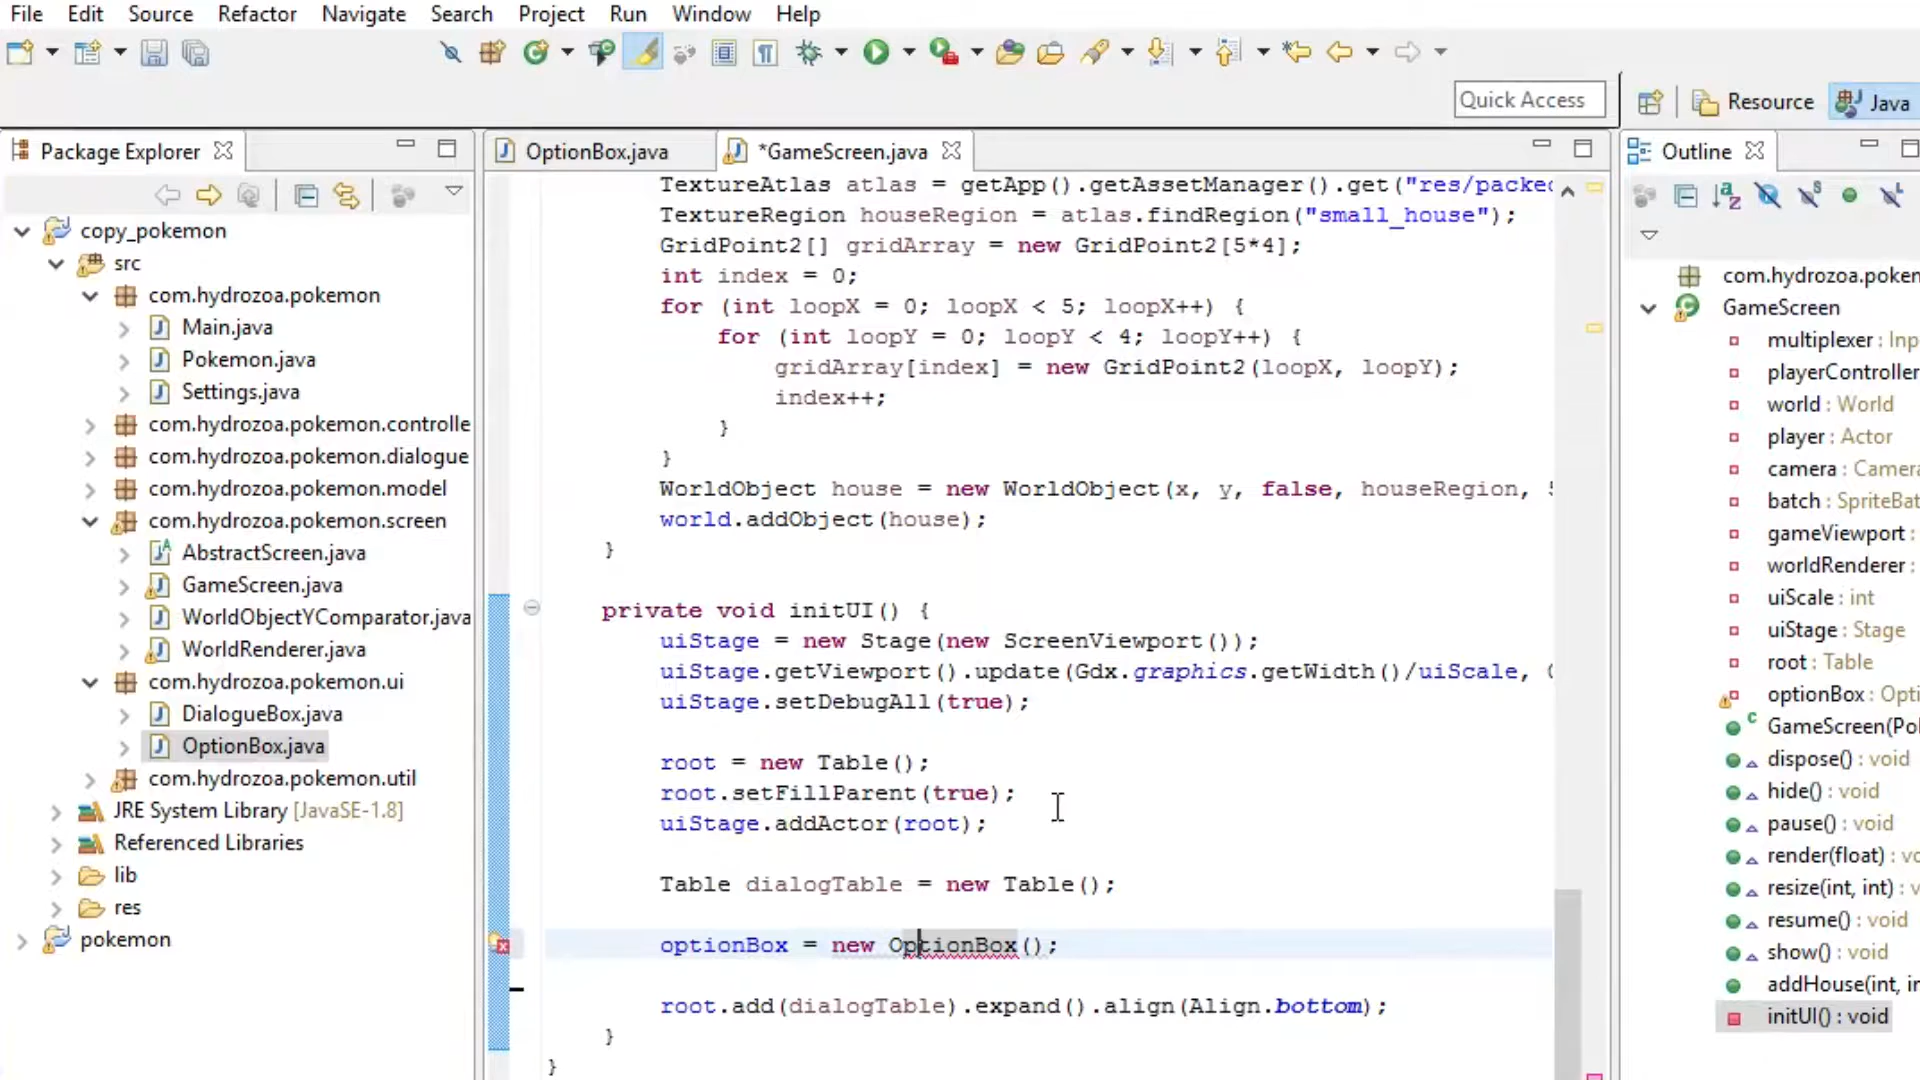 File Edit Source Refactor Navigate Search Project Run Window Help
Quick Access
Resource
Java
Package Explorer
copy_pokemon
src
com.hydrozoa.pokemon
Main.java
Pokemon.java
Settings.java
com.hydrozoa.pokemon.controlle
com.hydrozoa.pokemon.dialogue
com.hydrozoa.pokemon.model
com.hydrozoa.pokemon.screen
AbstractScreen.java
GameScreen.java
WorldObjectYComparator.java
WorldRenderer.java
com.hydrozoa.pokemon.ui
DialogueBox.java
OptionBox.java
com.hydrozoa.pokemon.util
JRE System Library [JavaSE-1.8]
Referenced Libraries
lib
res
pokemon
OptionBox.java
*GameScreen.java
TextureAtlas atlas = getApp().getAssetManager().get("res/packed
TextureRegion houseRegion = atlas.findRegion("small_house");
GridPoint2[] gridArray = new GridPoint2[5*4];
int index = 0;
for (int loopX = 0; loopX < 5; loopX++) {
for (int loopY = 0; loopY < 4; loopY++) {
gridArray[index] = new GridPoint2(loopX, loopY);
index++;
}
}
WorldObject house = new WorldObject(x, y, false, houseRegion,
world.addObject(house);
}
private void initUI() {
uiStage = new Stage(new ScreenViewport());
uiStage.getViewport().update(Gdx.graphics.getWidth()/uiScale,
uiStage.setDebugAll(true);
root = new Table();
root.setFillParent(true);
uiStage.addActor(root);
Table dialogTable = new Table();
optionBox = new OptionBox();
root.add(dialogTable).expand().align(Align.bottom);
}
}
Outline
com.hydrozoa.poken
GameScreen
multiplexer : Inp
playerController
world : World
player : Actor
camera : Camera
batch : SpriteBat
gameViewport :
worldRenderer :
uiScale : int
uiStage : Stage
root : Table
optionBox : Opti
GameScreen(Pol
dispose() : void
hide() : void
pause() : void
render(float) : vo
resize(int, int) : v
resume() : void
show() : void
addHouse(int, in
initUI() : void